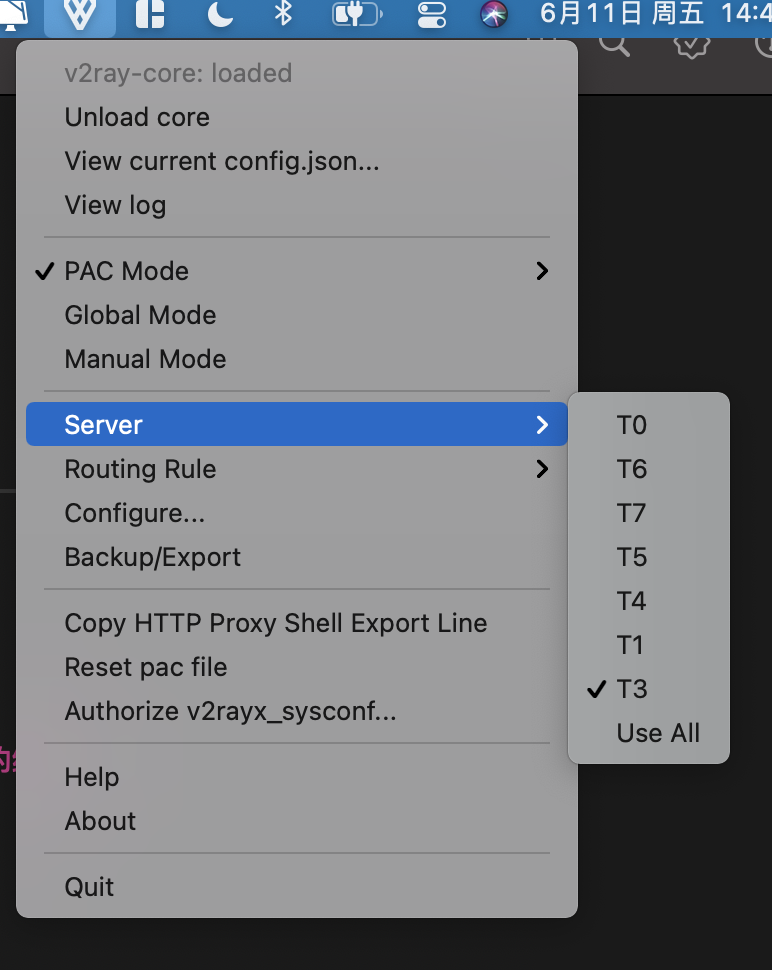 6月11日 周五 14:4
v2ray-core: loaded
Unload core
View current config.json...
View log
PAC Mode
Global Mode
Manual Mode
Server
Routing Rule
Configure...
Backup/Export
Copy HTTP Proxy Shell Export Line
Reset pac file
Authorize v2rayx_sysconf...
Help
About
Quit
T0
T6
T7
T5
T4
T1
T3
Use All
的